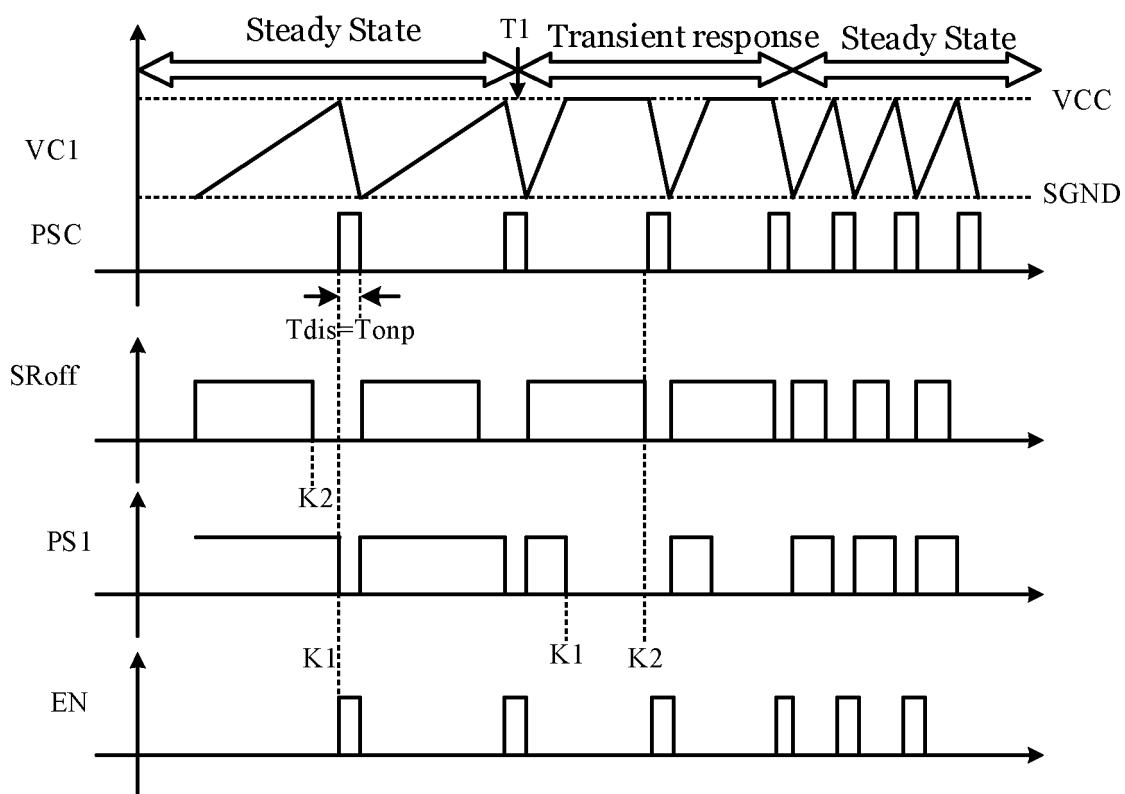 Steady State
T1
Transient response
Steady State
VCC
VC1
SGND
PSC
Tdis=Tonp
SRoff
K2
PS1
K1
K1
K2
EN